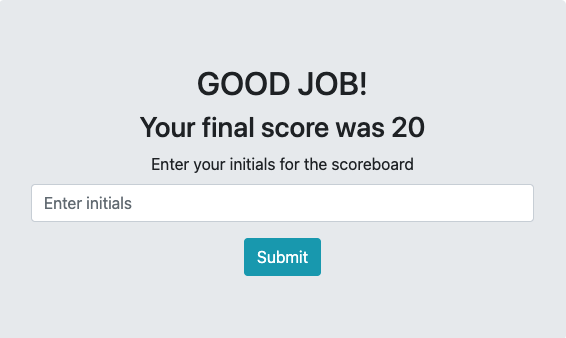 GOOD JOB!
Your final score was 20
Enter your initials for the scoreboard
Enter initials
Submit